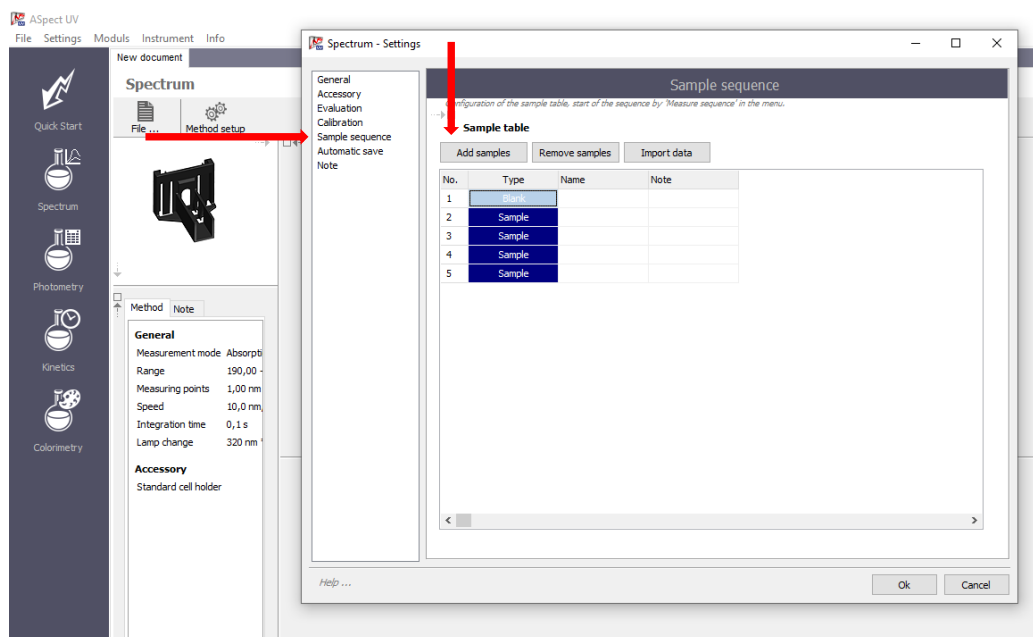 ASpect UV
File Settings Moduls Instrument Info
New document
Quick Start
Spectrum
Photometry
Kinetics
Colorimetry
Spectrum
File ... Method setup
Method Note
General
Measurement mode Absorpti
Range 190,00 -
Measuring points 1,00 nm
Speed 10,0 nm,
Integration time 0,1 s
Lamp change 320 nm
Accessory
Standard cell holder
Spectrum - Settings
General
Accessory
Evaluation
Calibration
Sample sequence
Automatic save
Note
Sample sequence
Configuration of the sample table, start of the sequence by 'Measure sequence' in the menu.
Sample table
Add samples Remove samples Import data
No. Type Name Note
1 Blank
2 Sample
3 Sample
4 Sample
5 Sample
Help ...
Ok Cancel